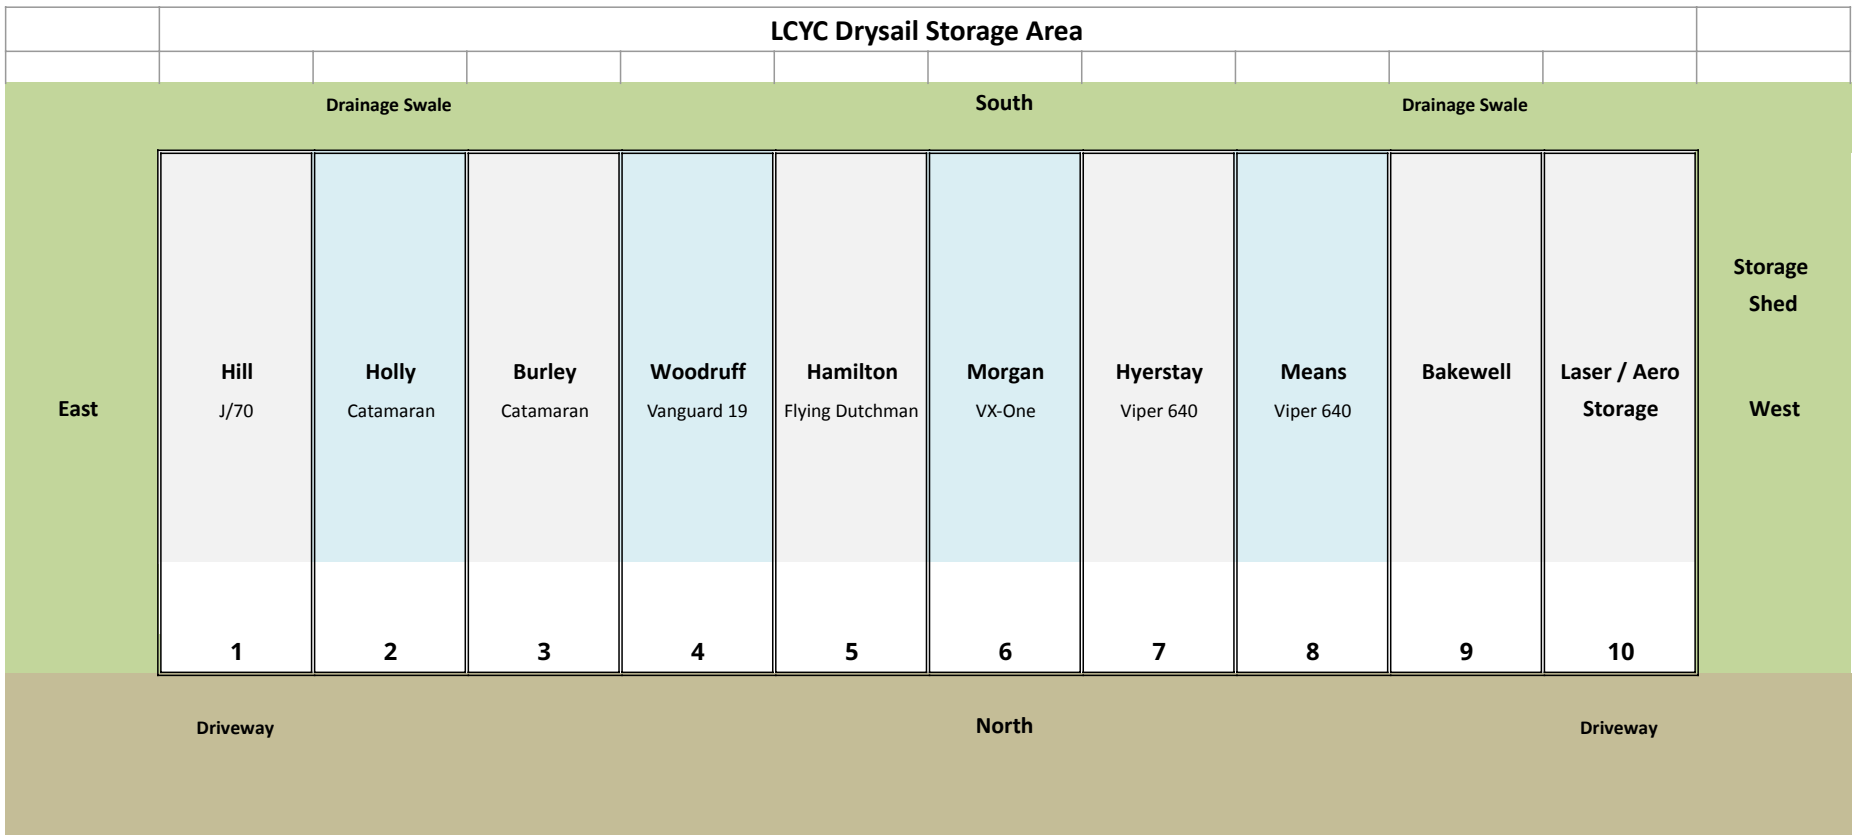 LCYC Drysail Storage Area
Drainage Swale South Drainage Swale
Storage
Shed
Hill Holly Burley Woodruff Hamilton Morgan Hyerstay Means Bakewell Laser / Aero
East J/70 Catamaran Catamaran Vanguard 19 Flying Dutchman VX-One Viper 640 Viper 640 Storage West
1 2 3 4 5 6 7 8 9 10
Driveway North Driveway